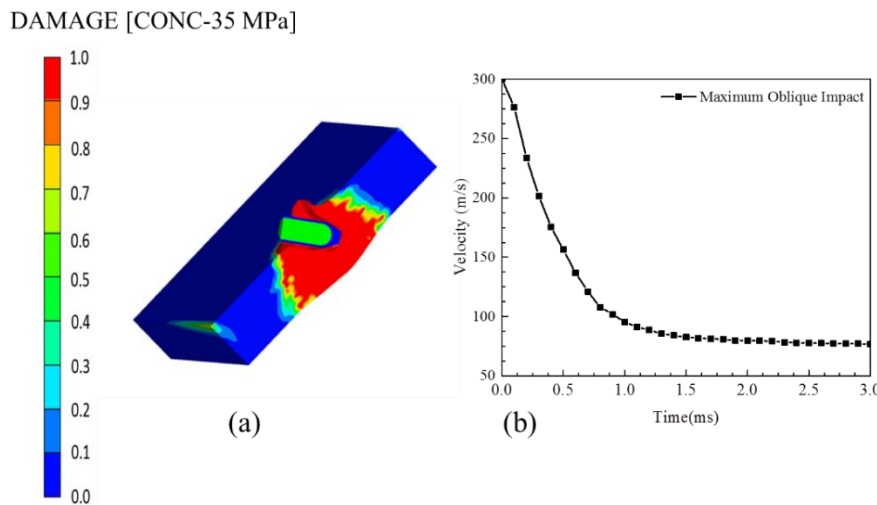 DAMAGE [CONC-35 MPa]
1.0
0.9
0.8
0.7
0.6
0.5
0.4
0.3
0.2
0.1
0.0
(a)
300
250
200
150
100
50
Velocity (m/s)
Maximum Oblique Impact
0.0 0.5 1.0 1.5 2.0 2.5 3.0
Time(ms)
(b)